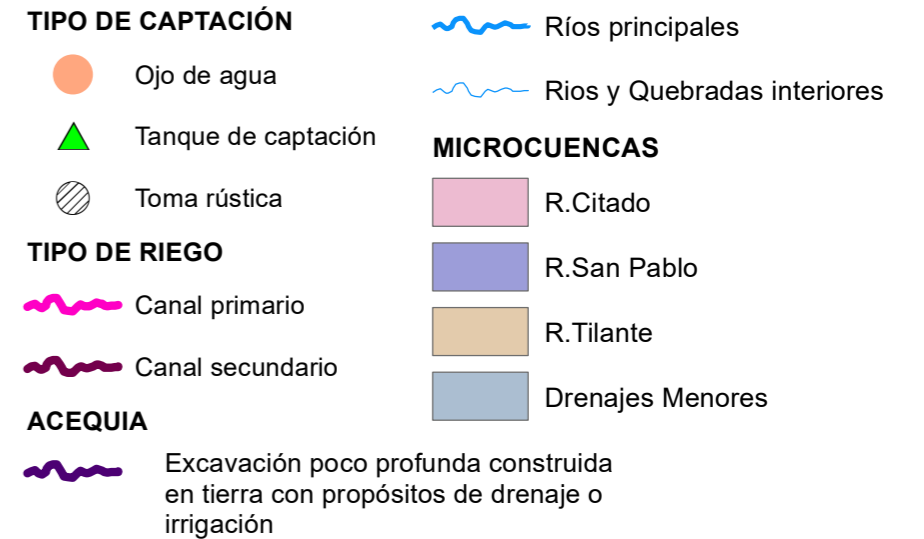 TIPO DE CAPTACIÓN
Ojo de agua
Tanque de captación
Toma rústica
TIPO DE RIEGO
Canal primario
Canal secundario
ACEQUIA
Excavación poco profunda construida
en tierra con propósitos de drenaje o
irrigación
Ríos principales
Rios y Quebradas interiores
MICROCUENCAS
R.Citado
R.San Pablo
R.Tilante
Drenajes Menores